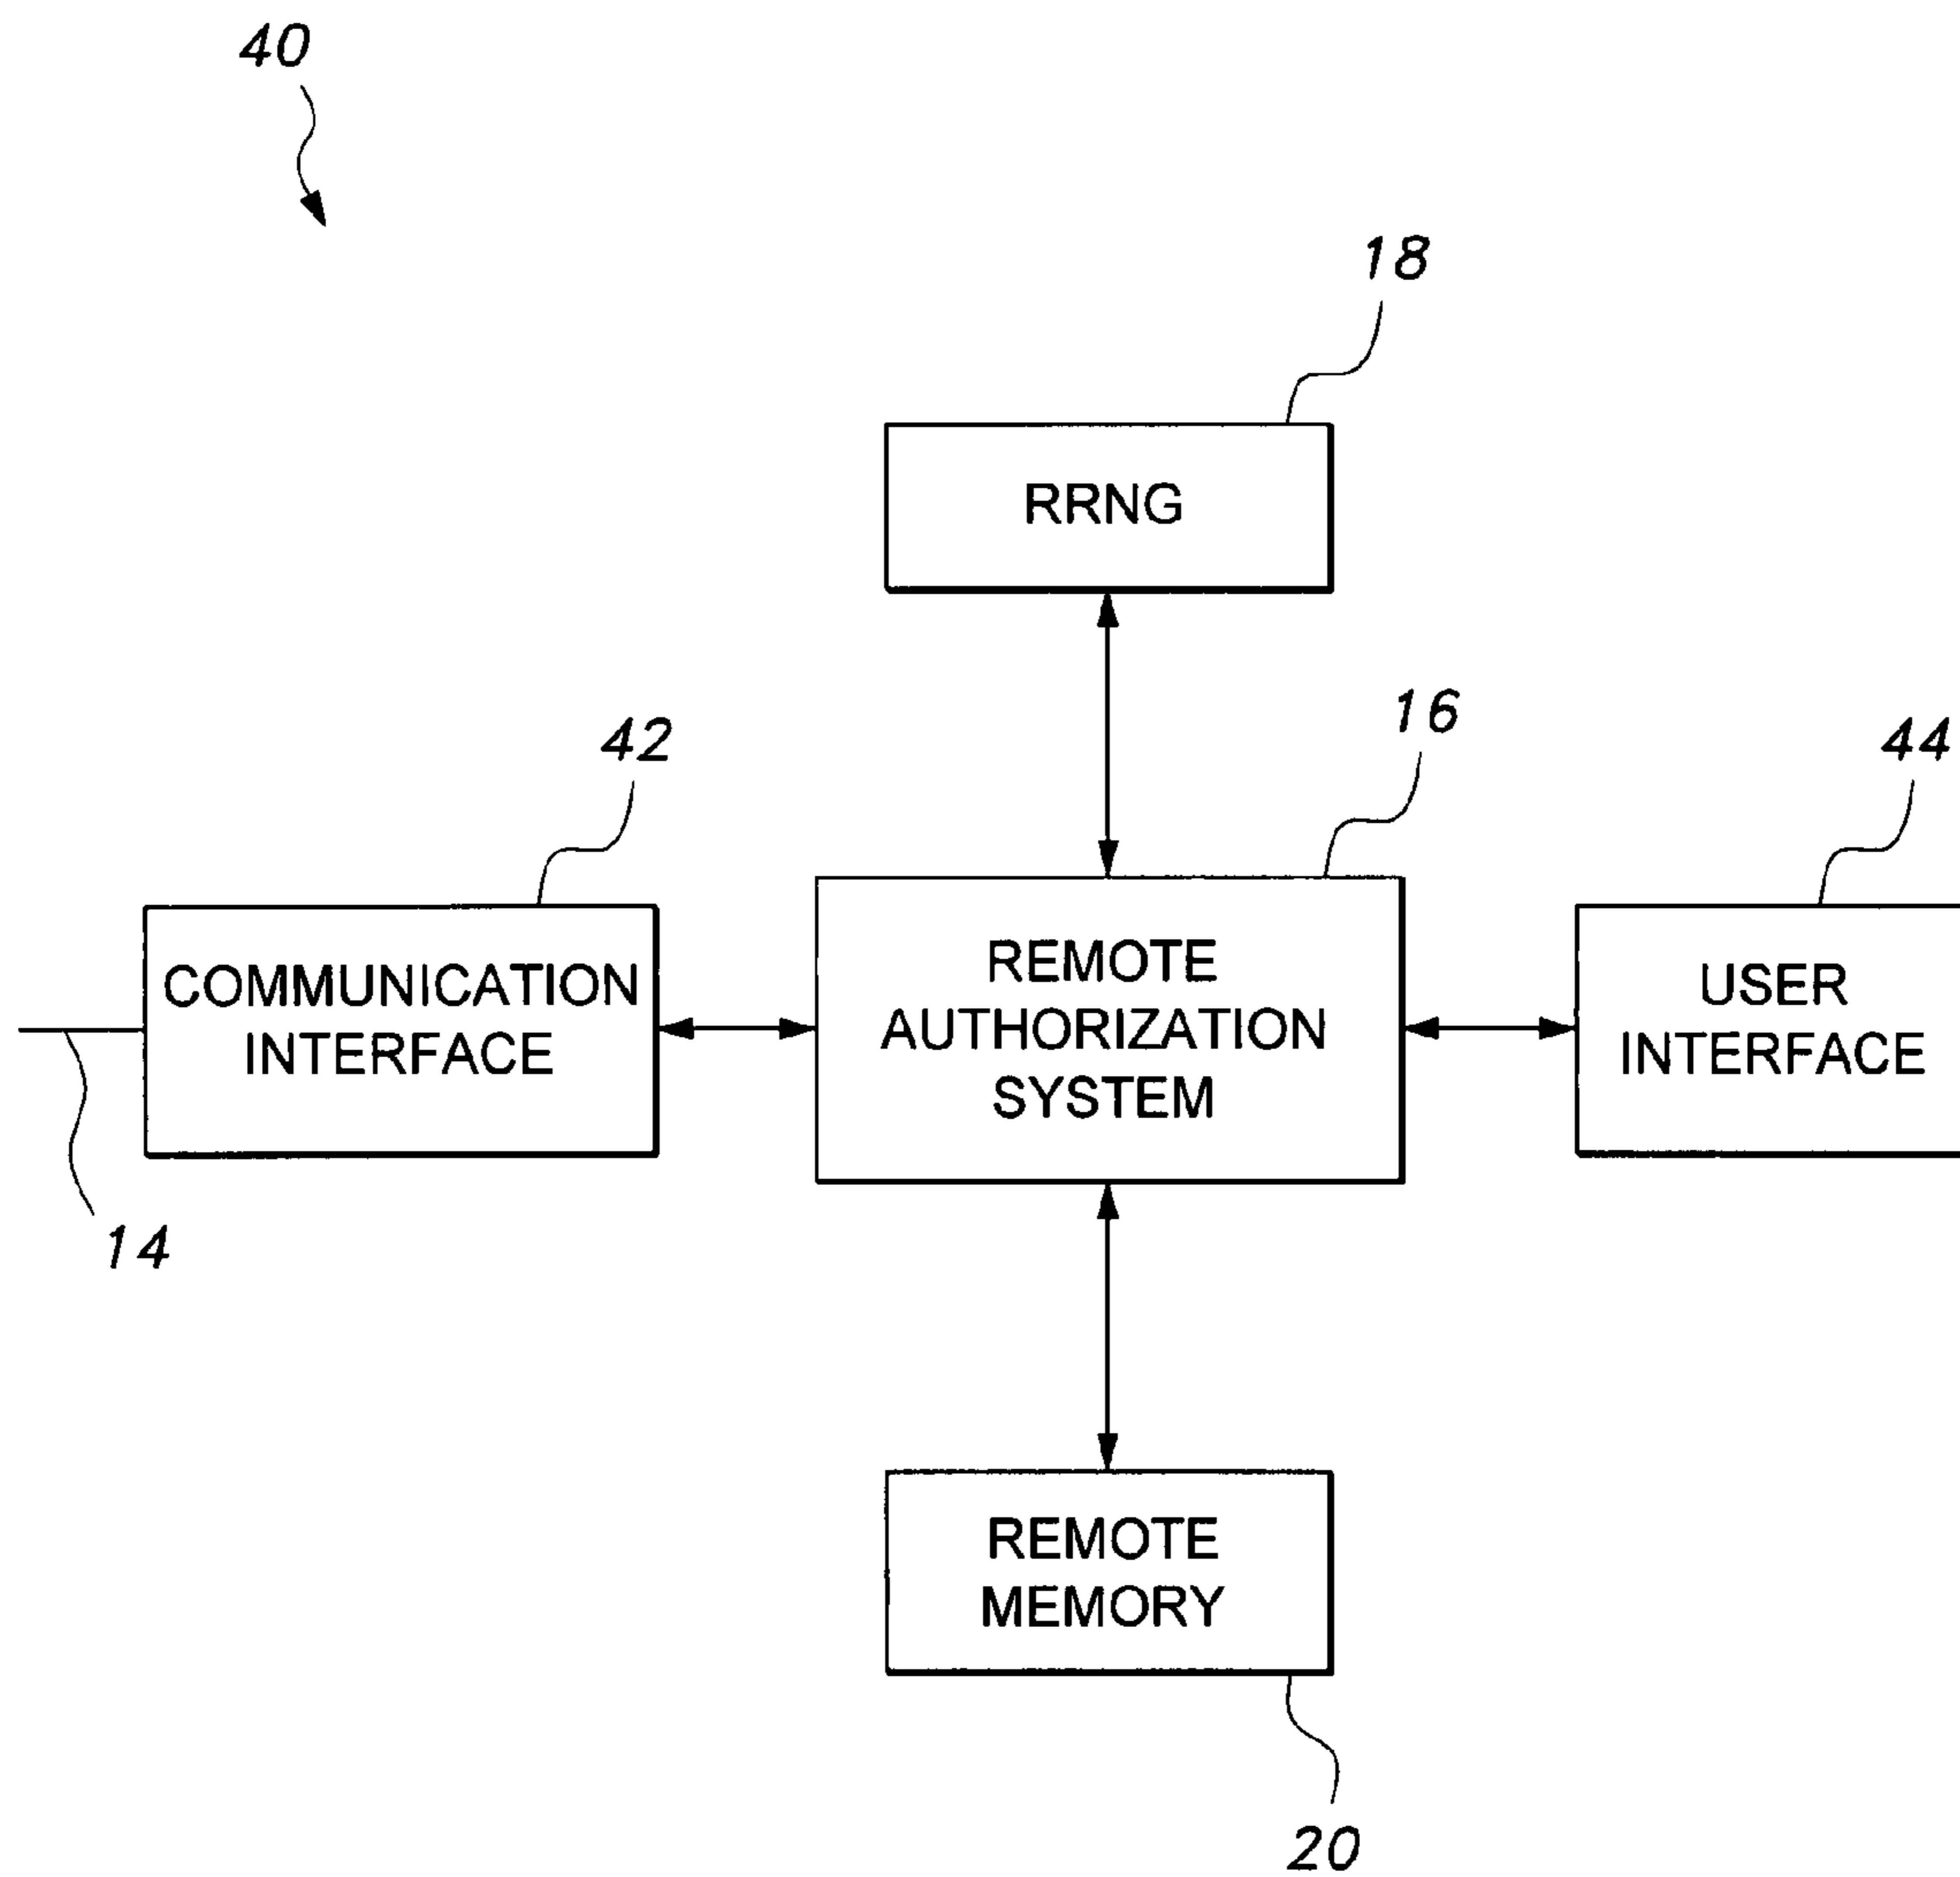 40
18
RRNG
16
42
44
REMOTE
AUTHORIZATION
SYSTEM
COMMUNICATION
INTERFACE
USER
INTERFACE
14
REMOTE
MEMORY
20